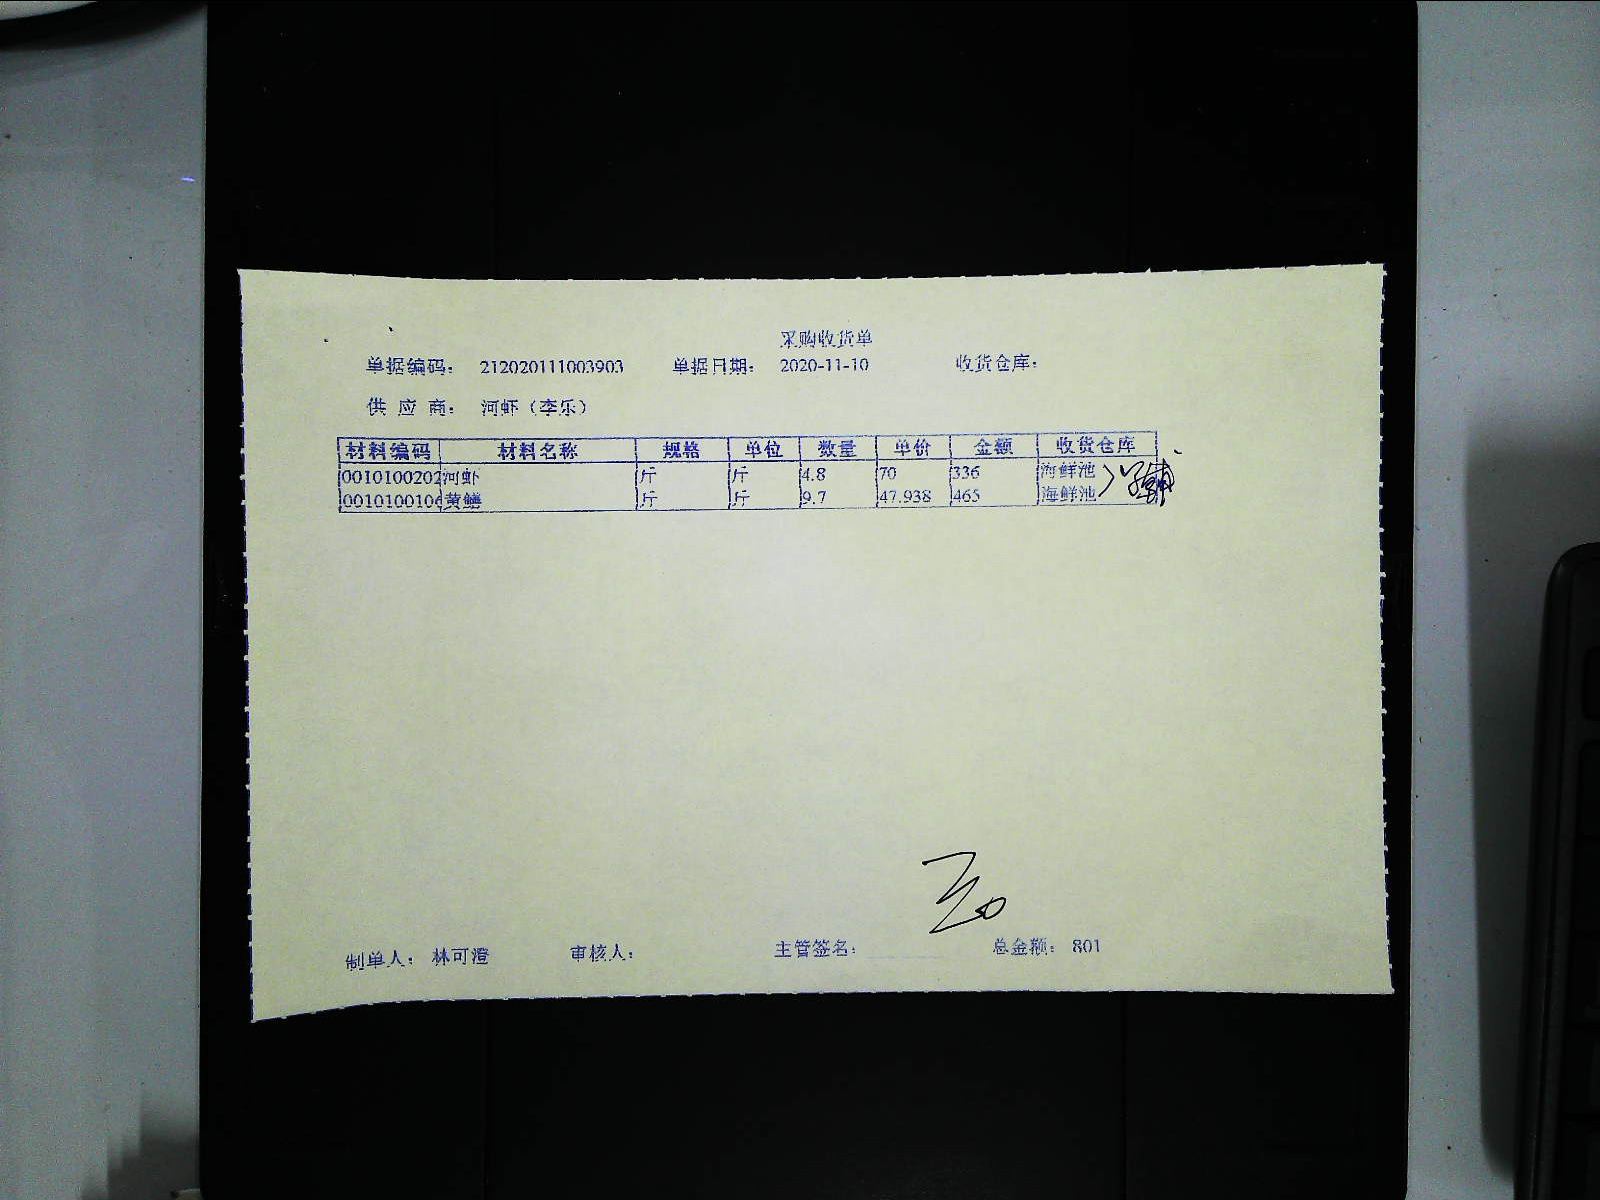 采购收货单
单据编码： 212020111003903 单据日期： 2020-11-10 收货仓库：
供 应 商： 河虾（李乐）
材料编码 材料名称 规格 单位 数量 单价 金额 收货仓库
0010100202 河虾 斤 斤 4.8 70 336 海鲜池
0010100106 黄鳝 斤 斤 9.7 47.938 465 海鲜池
制单人： 林可澄 审核人： 主管签名： 总金额： 801